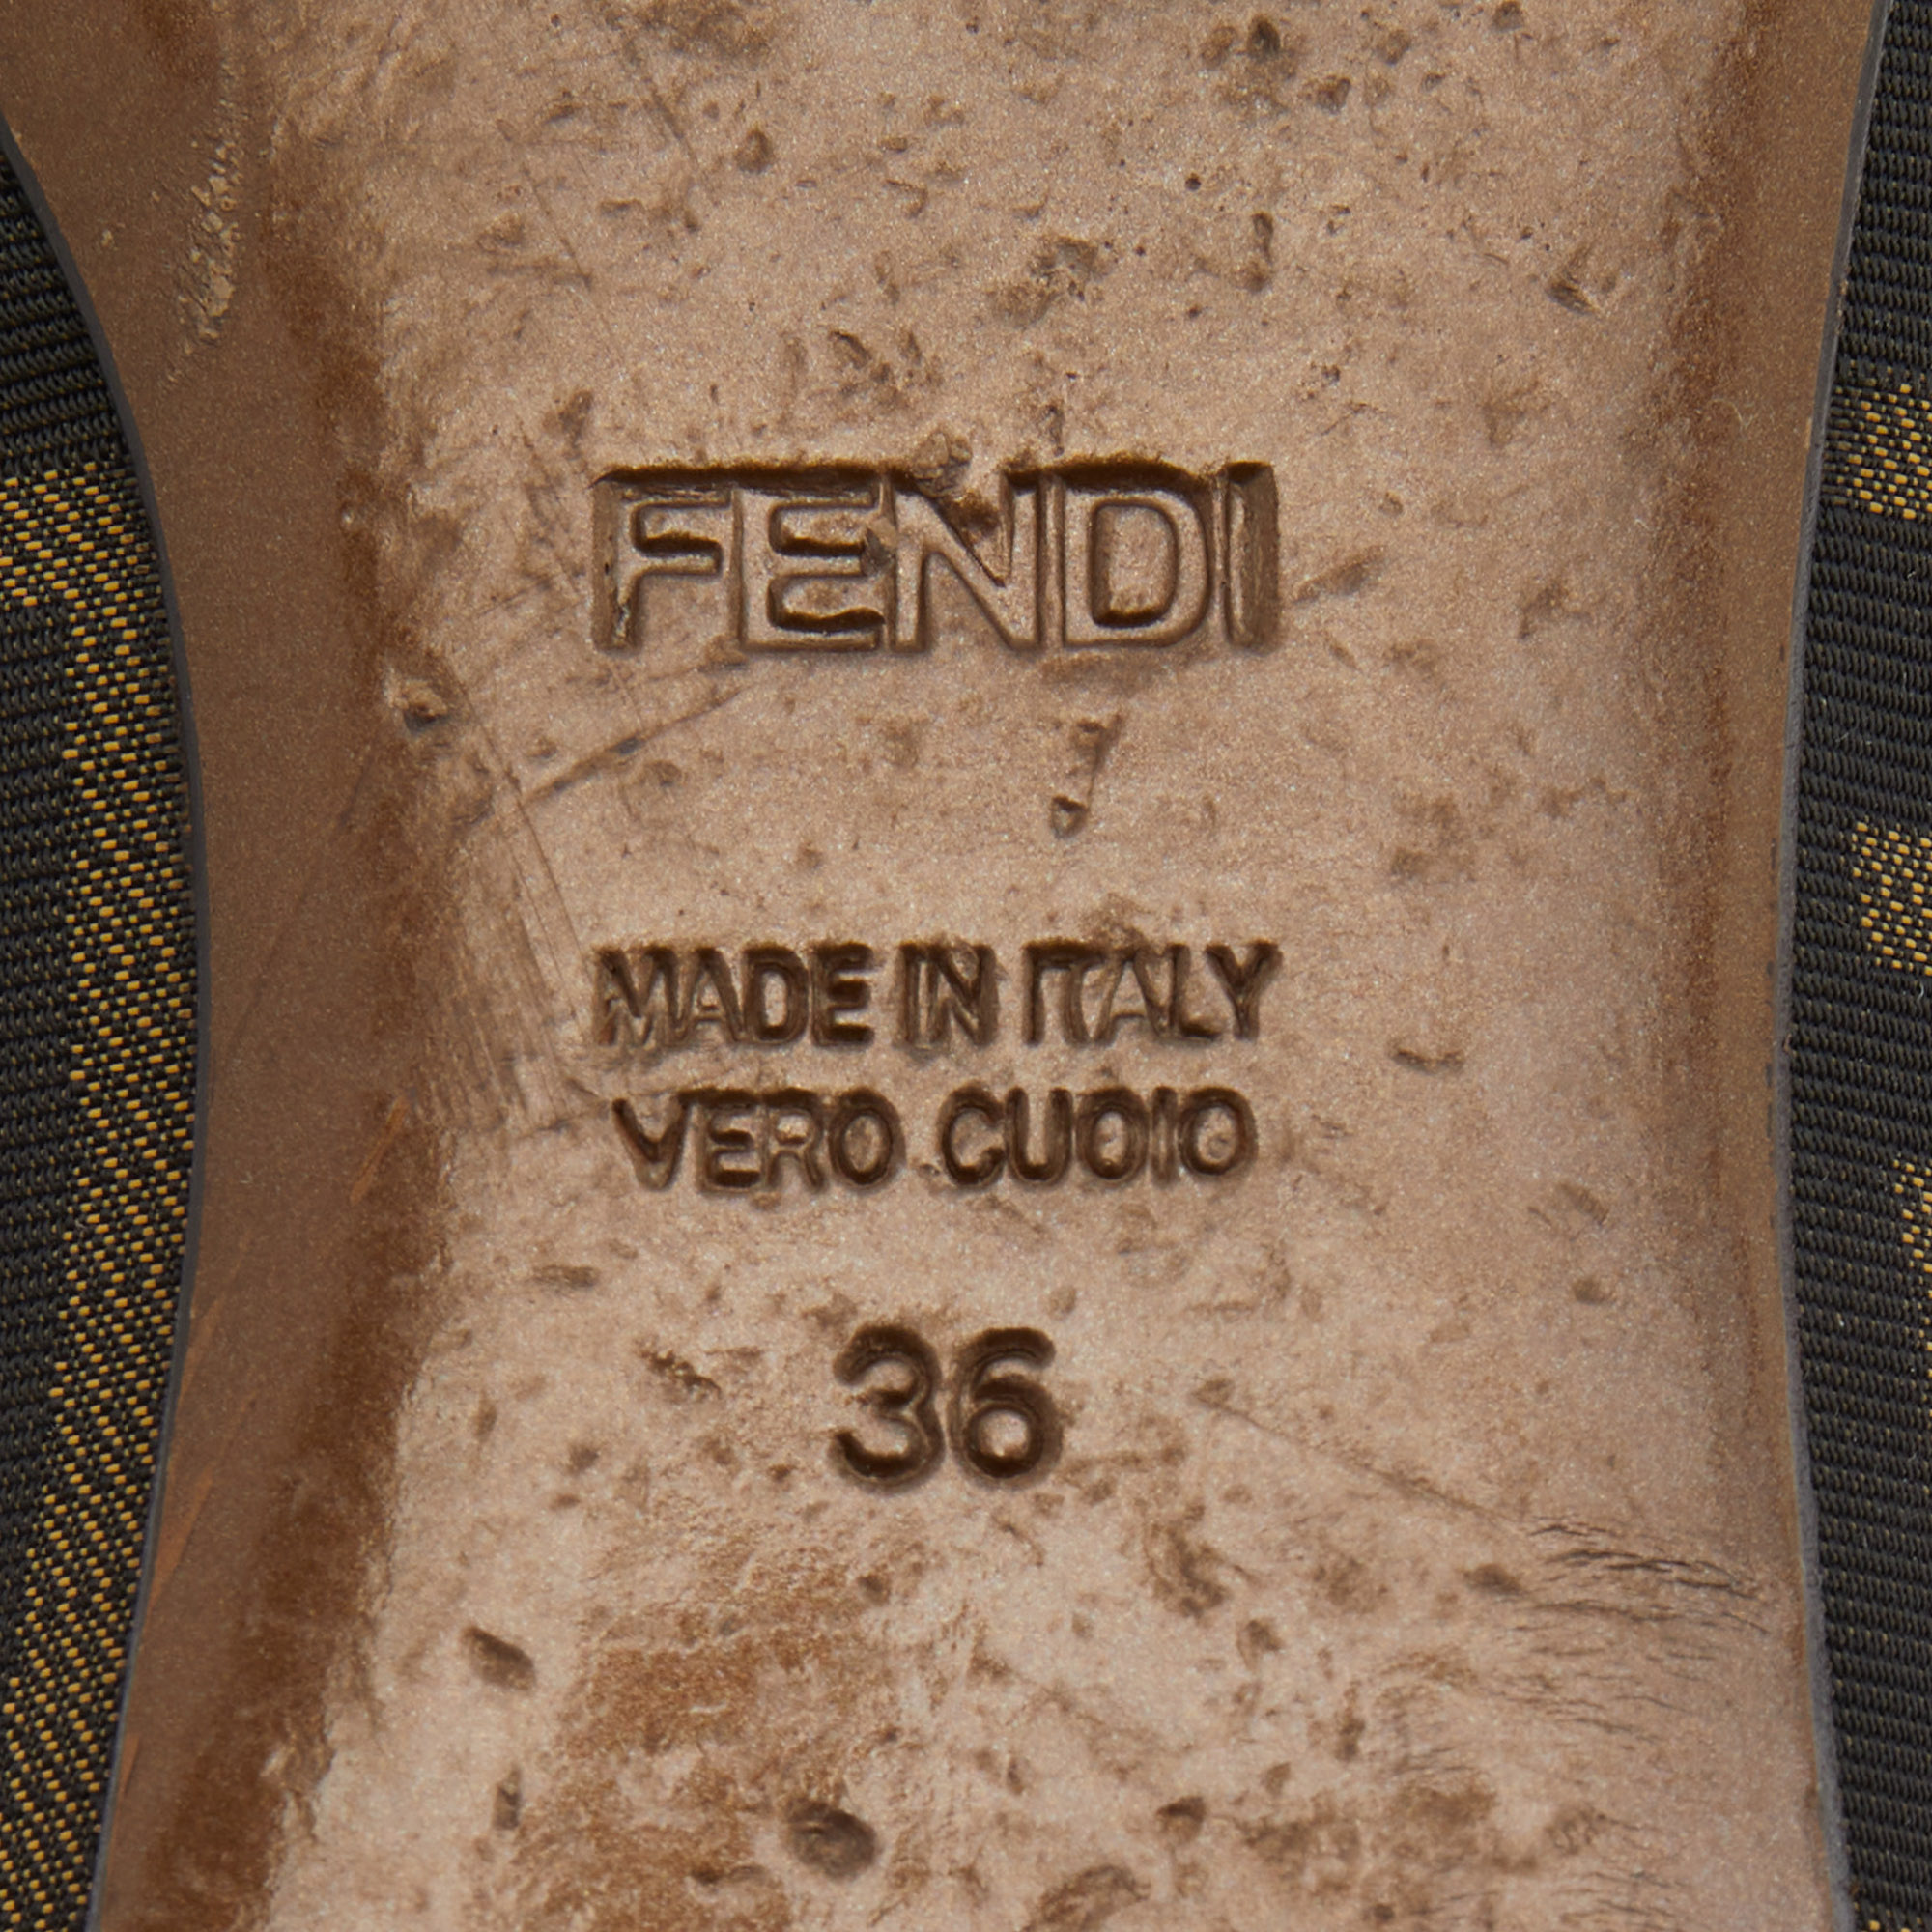 FENDI
MADE IN ITALY
VERO CUOIO
36